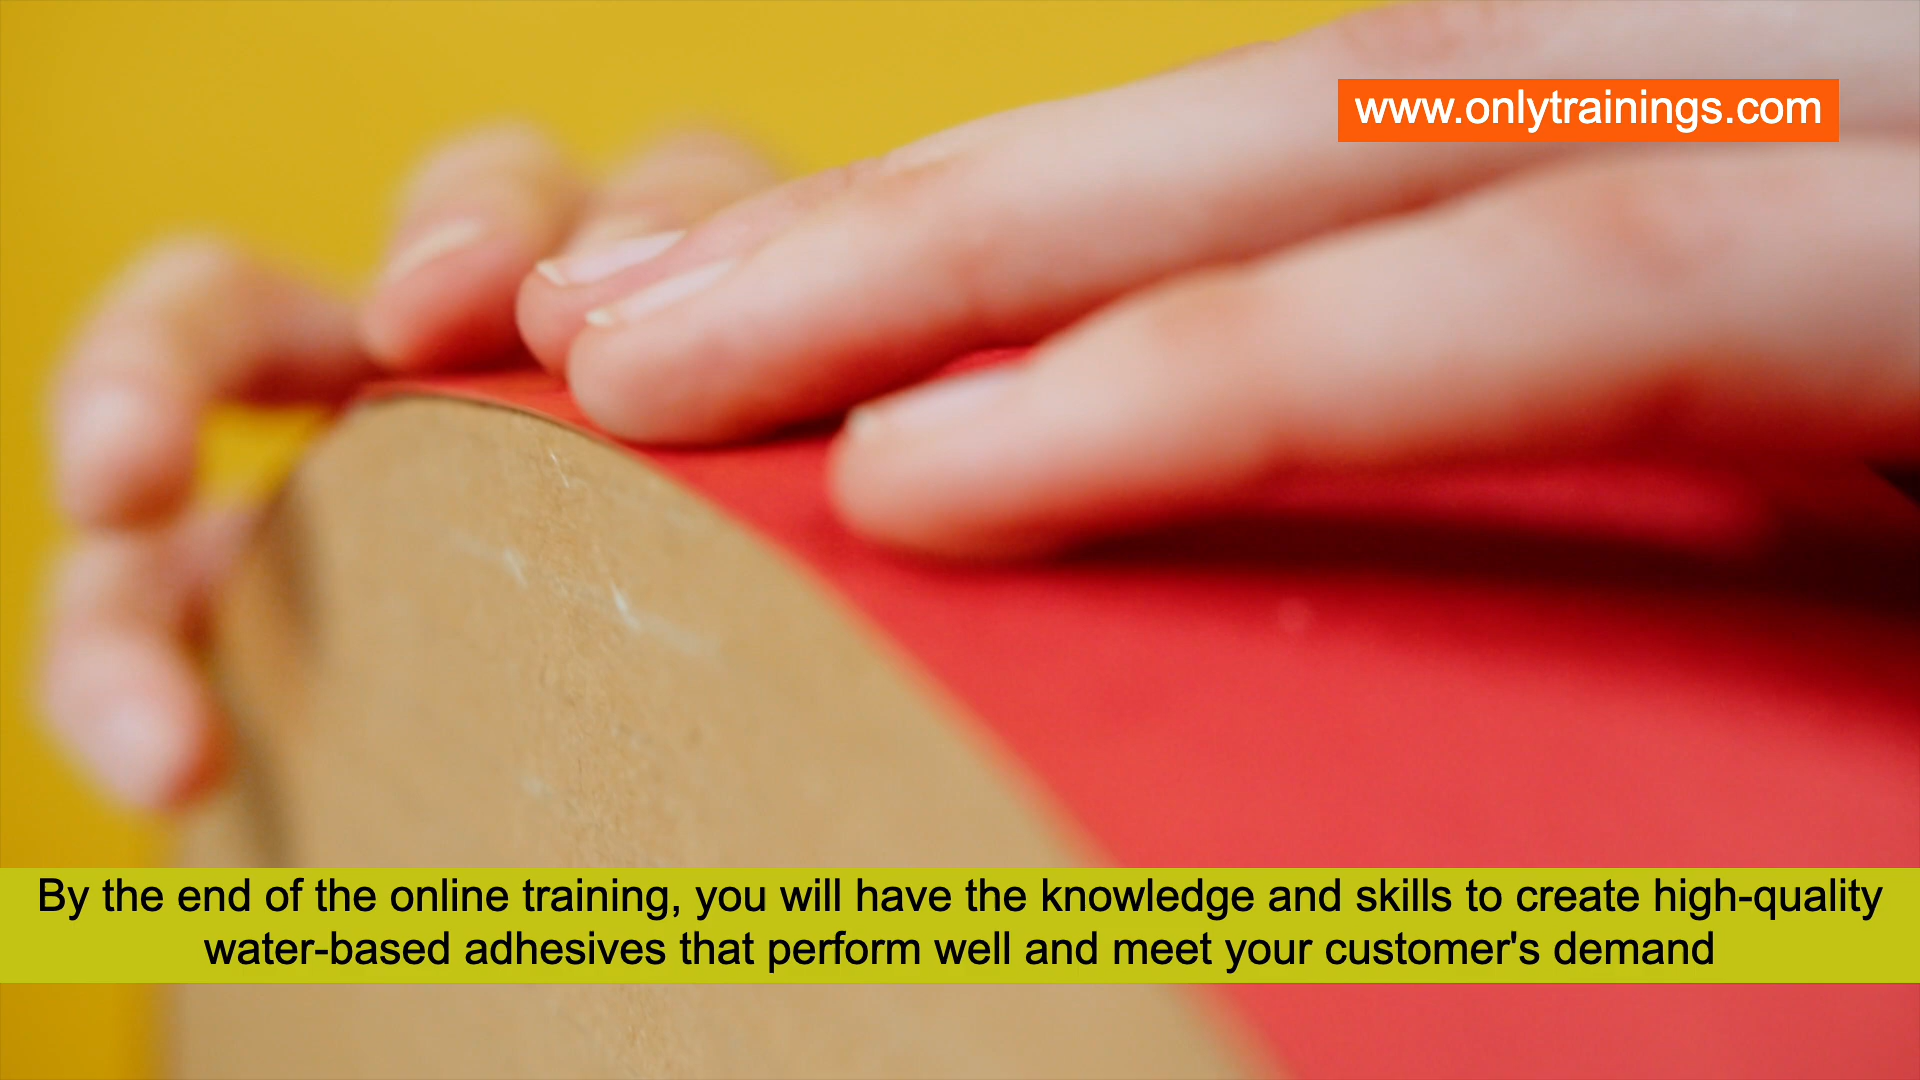 www.onlytrainings.com
By the end of the online training, you will have the knowledge and skills to create high-quality
water-based adhesives that perform well and meet your customer's demand